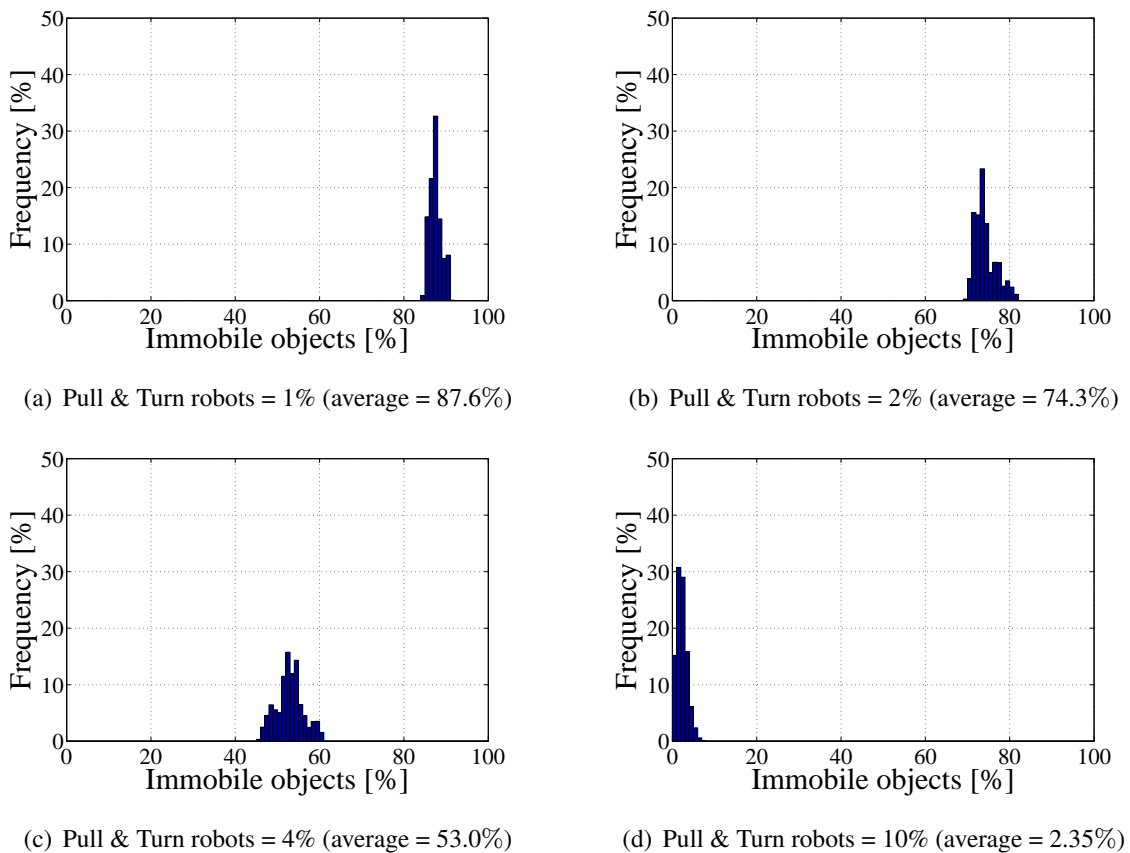 50
40
30
20
10
0
Frequency [%]
0 20 40 60 80 100
Immobile objects [%]
(a) Pull & Turn robots = 1% (average = 87.6%)
50
40
30
20
10
0
Frequency [%]
0 20 40 60 80 100
Immobile objects [%]
(b) Pull & Turn robots = 2% (average = 74.3%)
50
40
30
20
10
0
Frequency [%]
0 20 40 60 80 100
Immobile objects [%]
(c) Pull & Turn robots = 4% (average = 53.0%)
50
40
30
20
10
0
Frequency [%]
0 20 40 60 80 100
Immobile objects [%]
(d) Pull & Turn robots = 10% (average = 2.35%)